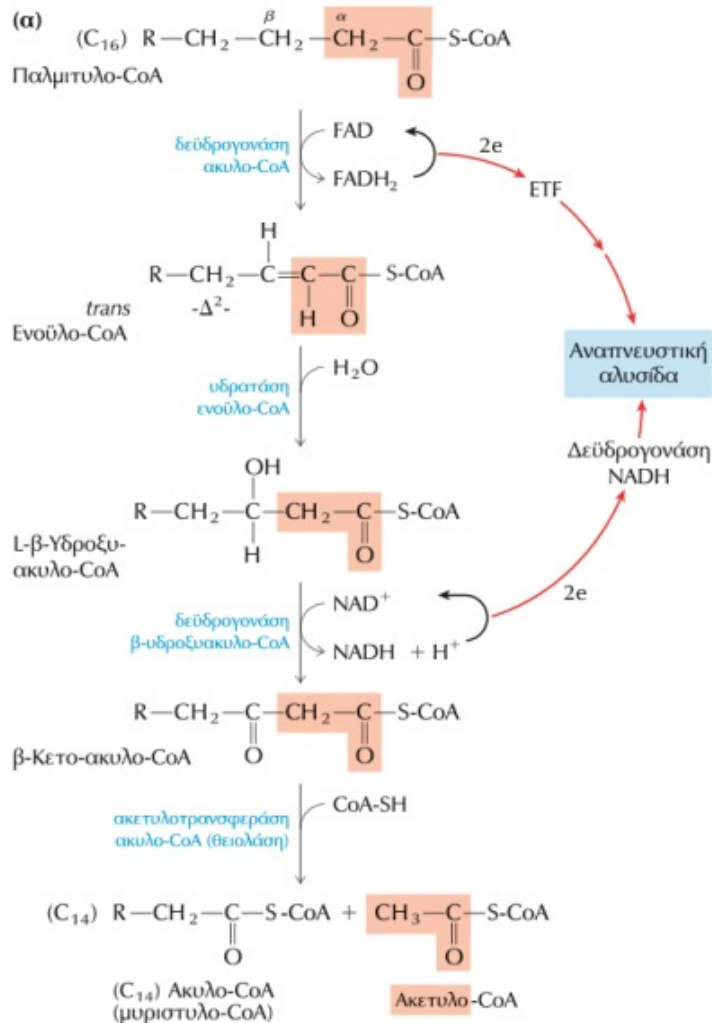 (α)
β α
(C₁₆) R—CH₂—CH₂—CH₂—C—S-CoA
O
Παλμιτυλο-CoA
FAD
δεϋδρογονάση
ακυλο-CoA
FADH₂
2e
ETF
H
R—CH₂—C=C—C—S-CoA
trans -Δ²- H O
Ενοϋλο-CoA
Αναπνευστική
αλυσίδα
H₂O
υδρατάση
ενοϋλο-CoA
Δεϋδρογονάση
NADH
OH
R—CH₂—C—CH₂—C—S-CoA
H O
L-β-Υδροξυ-
ακυλο-CoA
2e
NAD⁺
δεϋδρογονάση
β-υδροξυακυλο-CoA
NADH + H⁺
R—CH₂—C—CH₂—C—S-CoA
O O
β-Κετο-ακυλο-CoA
CoA-SH
ακετυλοτρανσφεράση
ακυλο-CoA (θειολάση)
(C₁₄) R—CH₂—C—S-CoA + CH₃—C—S-CoA
O O
(C₁₄) Ακυλο-CoA
(μυριστυλο-CoA)
Ακετυλο-CoA